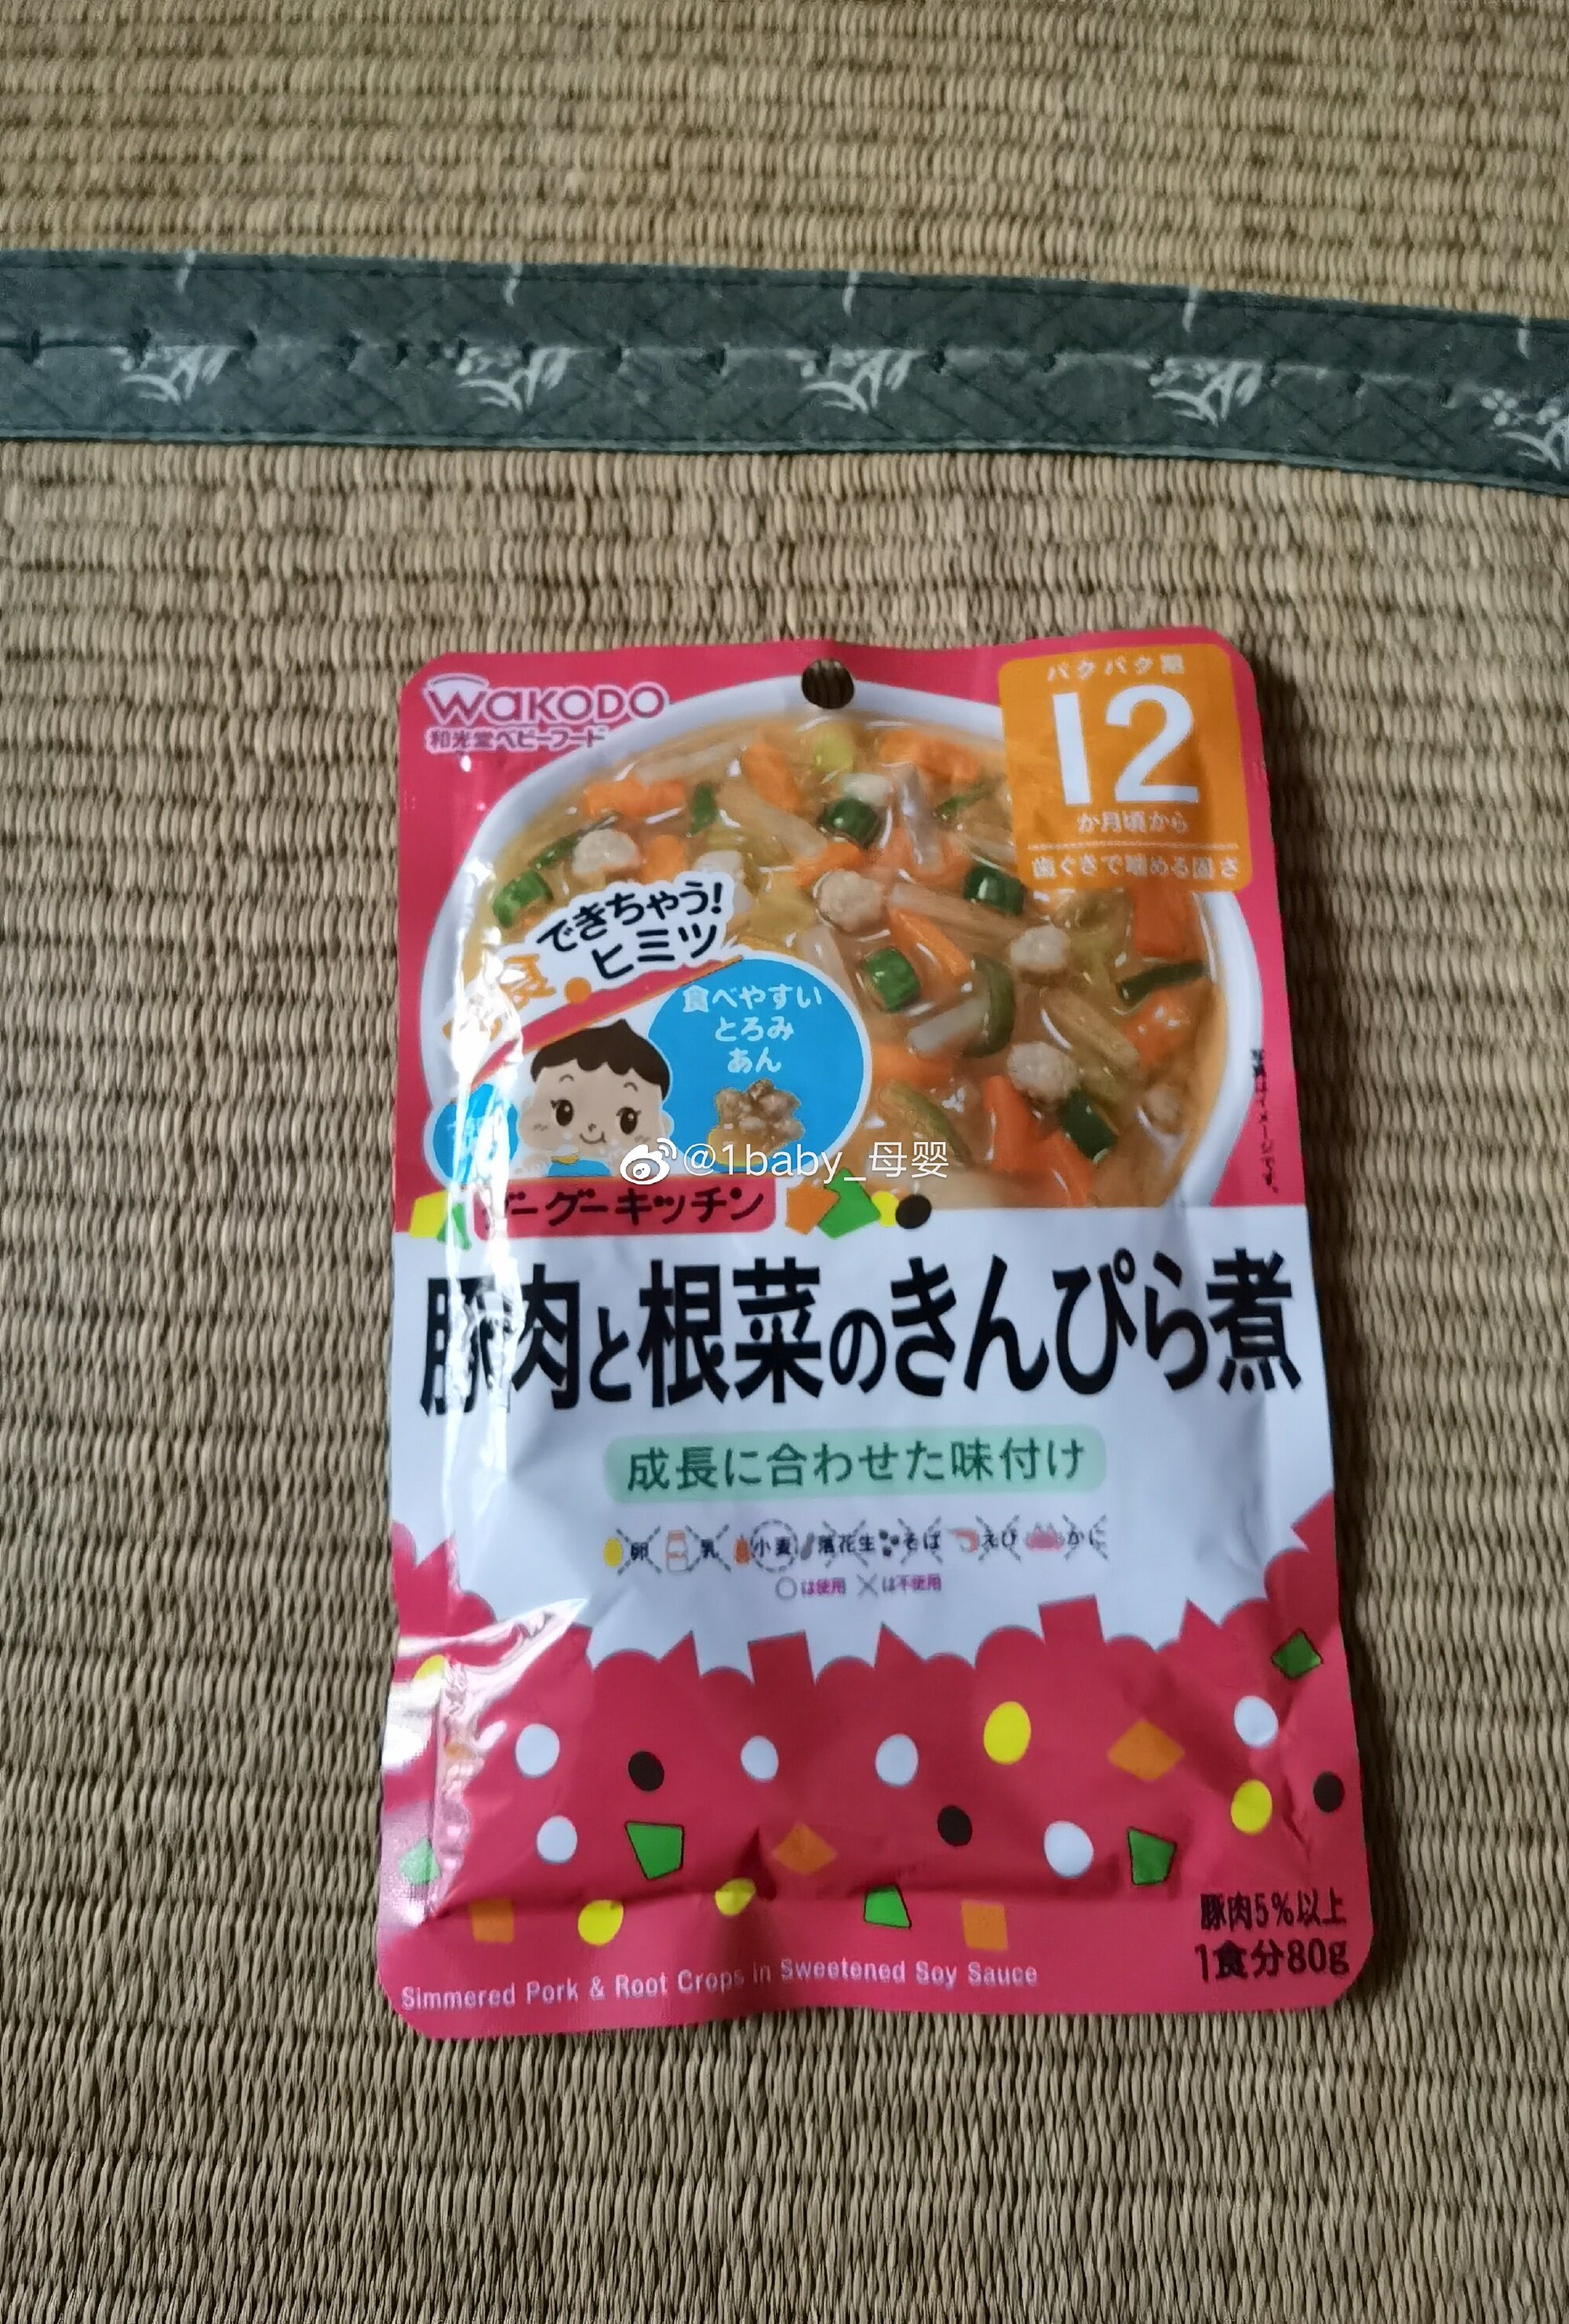 WAKODO
和光堂ベビーフード
パクパク期
12
か月頃から
歯ぐきで噛める固さ
できちゃう!
ヒミツ
食べやすい
とろみ
あん
@1baby_母婴
グーグーキッチン
豚肉と根菜のきんぴら煮
成長に合わせた味付け
卵 乳 小麦 落花生 そば えび かに
○は使用 ×は不使用
豚肉5%以上
1食分80g
Simmered Pork & Root Crops in Sweetened Soy Sauce